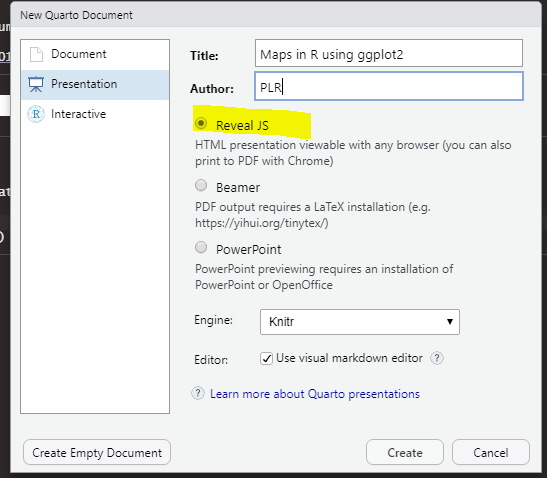 New Quarto Document
Document
Presentation
Interactive
Title: Maps in R using ggplot2
Author: PLR
Reveal JS
HTML presentation viewable with any browser (you can also
print to PDF with Chrome)
Beamer
PDF output requires a LaTeX installation (e.g.
https://yihui.org/tinytex/)
PowerPoint
PowerPoint previewing requires an installation of
PowerPoint or OpenOffice
Engine: Knitr
Editor: Use visual markdown editor ?
? Learn more about Quarto presentations
Create Empty Document Create Cancel